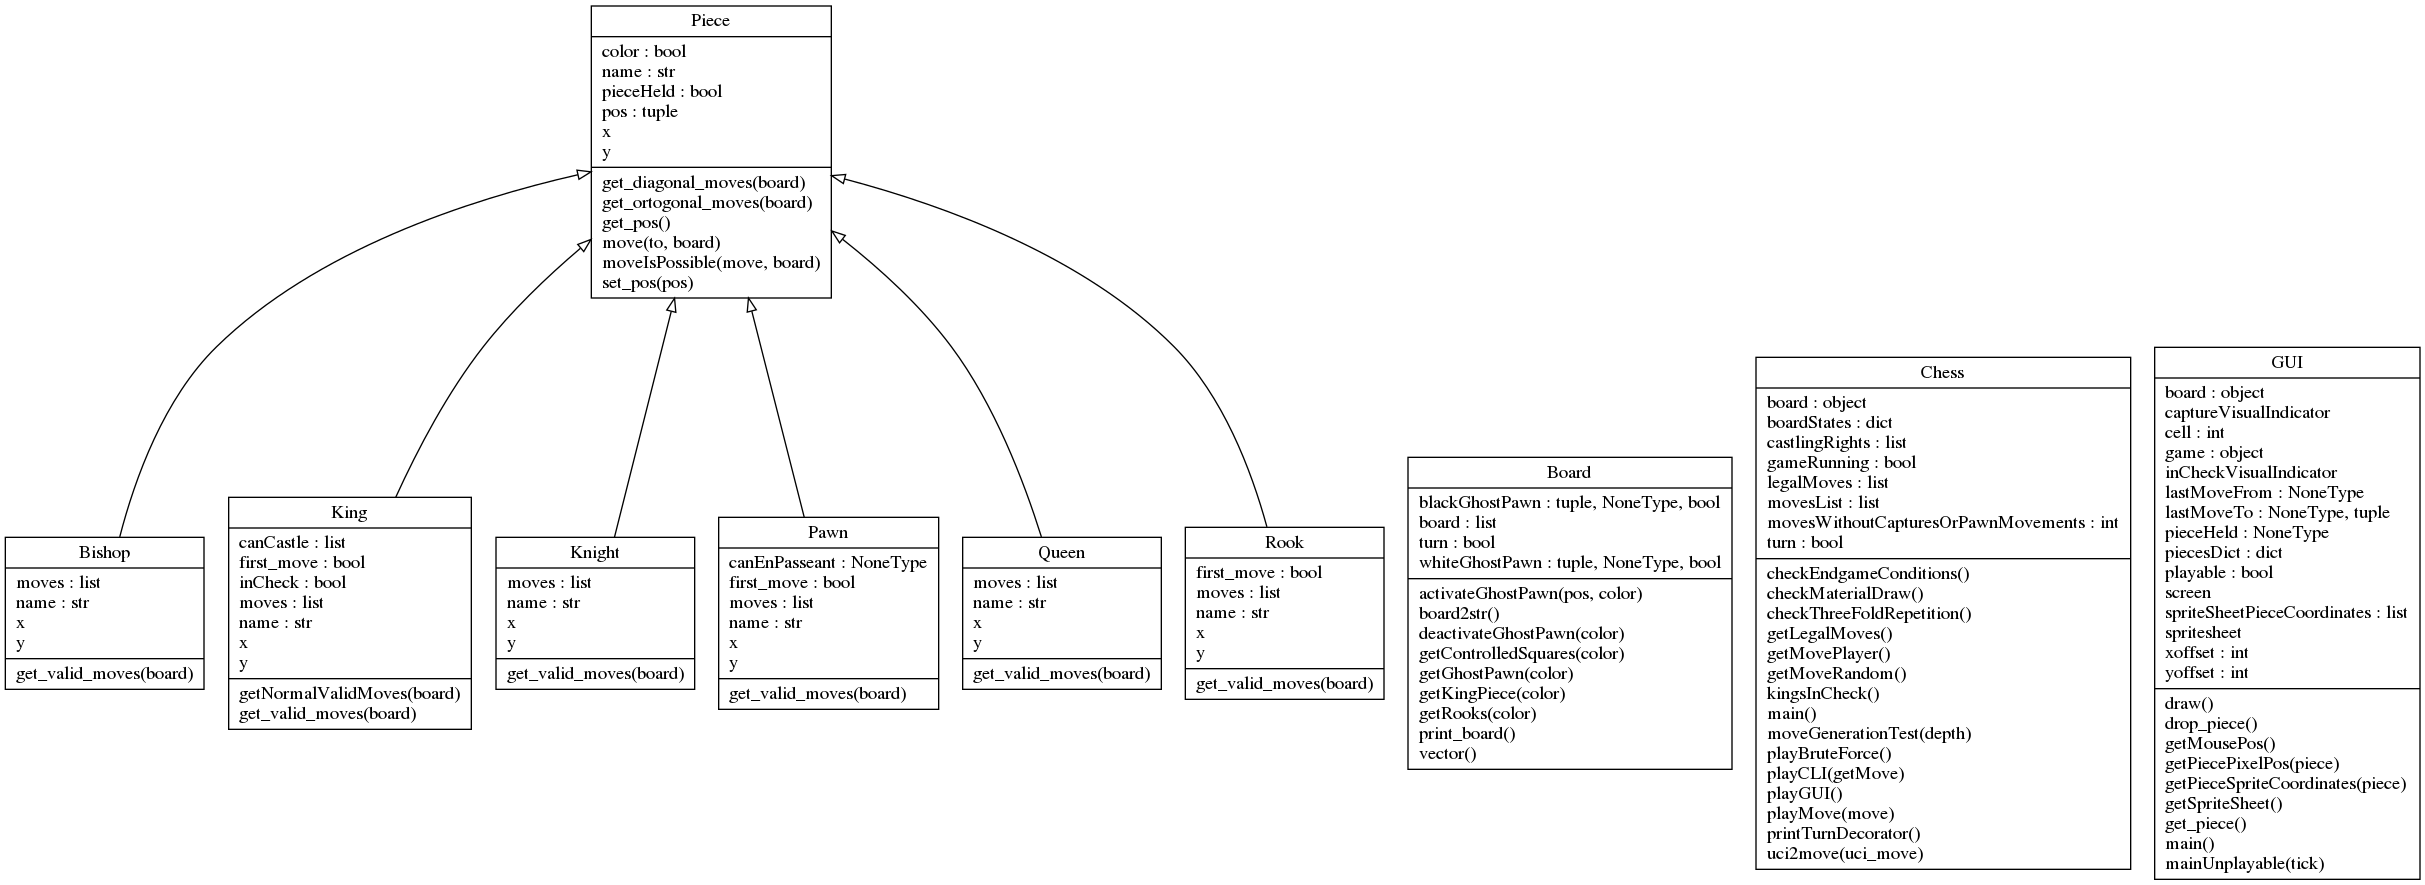 Piece
color : bool
name : str
pieceHeld : bool
pos : tuple
x
y
get_diagonal_moves(board)
get_ortogonal_moves(board)
get_pos()
move(to, board)
moveIsPossible(move, board)
set_pos(pos)
Bishop
moves : list
name : str
x
y
get_valid_moves(board)
King
canCastle : list
first_move : bool
inCheck : bool
moves : list
name : str
x
y
getNormalValidMoves(board)
get_valid_moves(board)
Knight
moves : list
name : str
x
y
get_valid_moves(board)
Pawn
canEnPasseant : NoneType
first_move : bool
moves : list
name : str
x
y
get_valid_moves(board)
Queen
moves : list
name : str
x
y
get_valid_moves(board)
Rook
first_move : bool
moves : list
name : str
x
y
get_valid_moves(board)
Board
blackGhostPawn : tuple, NoneType, bool
board : list
turn : bool
whiteGhostPawn : tuple, NoneType, bool
activateGhostPawn(pos, color)
board2str()
deactivateGhostPawn(color)
getControlledSquares(color)
getGhostPawn(color)
getKingPiece(color)
getRooks(color)
print_board()
vector()
Chess
board : object
boardStates : dict
castlingRights : list
gameRunning : bool
legalMoves : list
movesList : list
movesWithoutCapturesOrPawnMovements : int
turn : bool
checkEndgameConditions()
checkMaterialDraw()
checkThreeFoldRepetition()
getLegalMoves()
getMovePlayer()
getMoveRandom()
kingsInCheck()
main()
moveGenerationTest(depth)
playBruteForce()
playCLI(getMove)
playGUI()
playMove(move)
printTurnDecorator()
uci2move(uci_move)
GUI
board : object
captureVisualIndicator
cell : int
game : object
inCheckVisualIndicator
lastMoveFrom : NoneType
lastMoveTo : NoneType, tuple
pieceHeld : NoneType
piecesDict : dict
playable : bool
screen
spriteSheetPieceCoordinates : list
spritesheet
xoffset : int
yoffset : int
draw()
drop_piece()
getMousePos()
getPiecePixelPos(piece)
getPieceSpriteCoordinates(piece)
getSpriteSheet()
get_piece()
main()
mainUnplayable(tick)